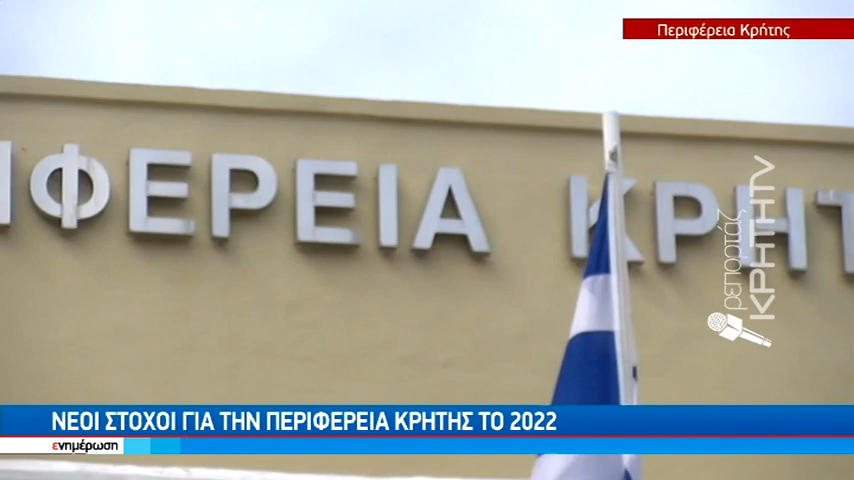 Περιφέρεια Κρήτης
ΙΦΕΡΕΙΑ ΚΡΗΤ
ρεπορτάζ
ΚΡΗΤΗTV
ΝΕΟΙ ΣΤΟΧΟΙ ΓΙΑ ΤΗΝ ΠΕΡΙΦΕΡΕΙΑ ΚΡΗΤΗΣ ΤΟ 2022
ενημέρωση